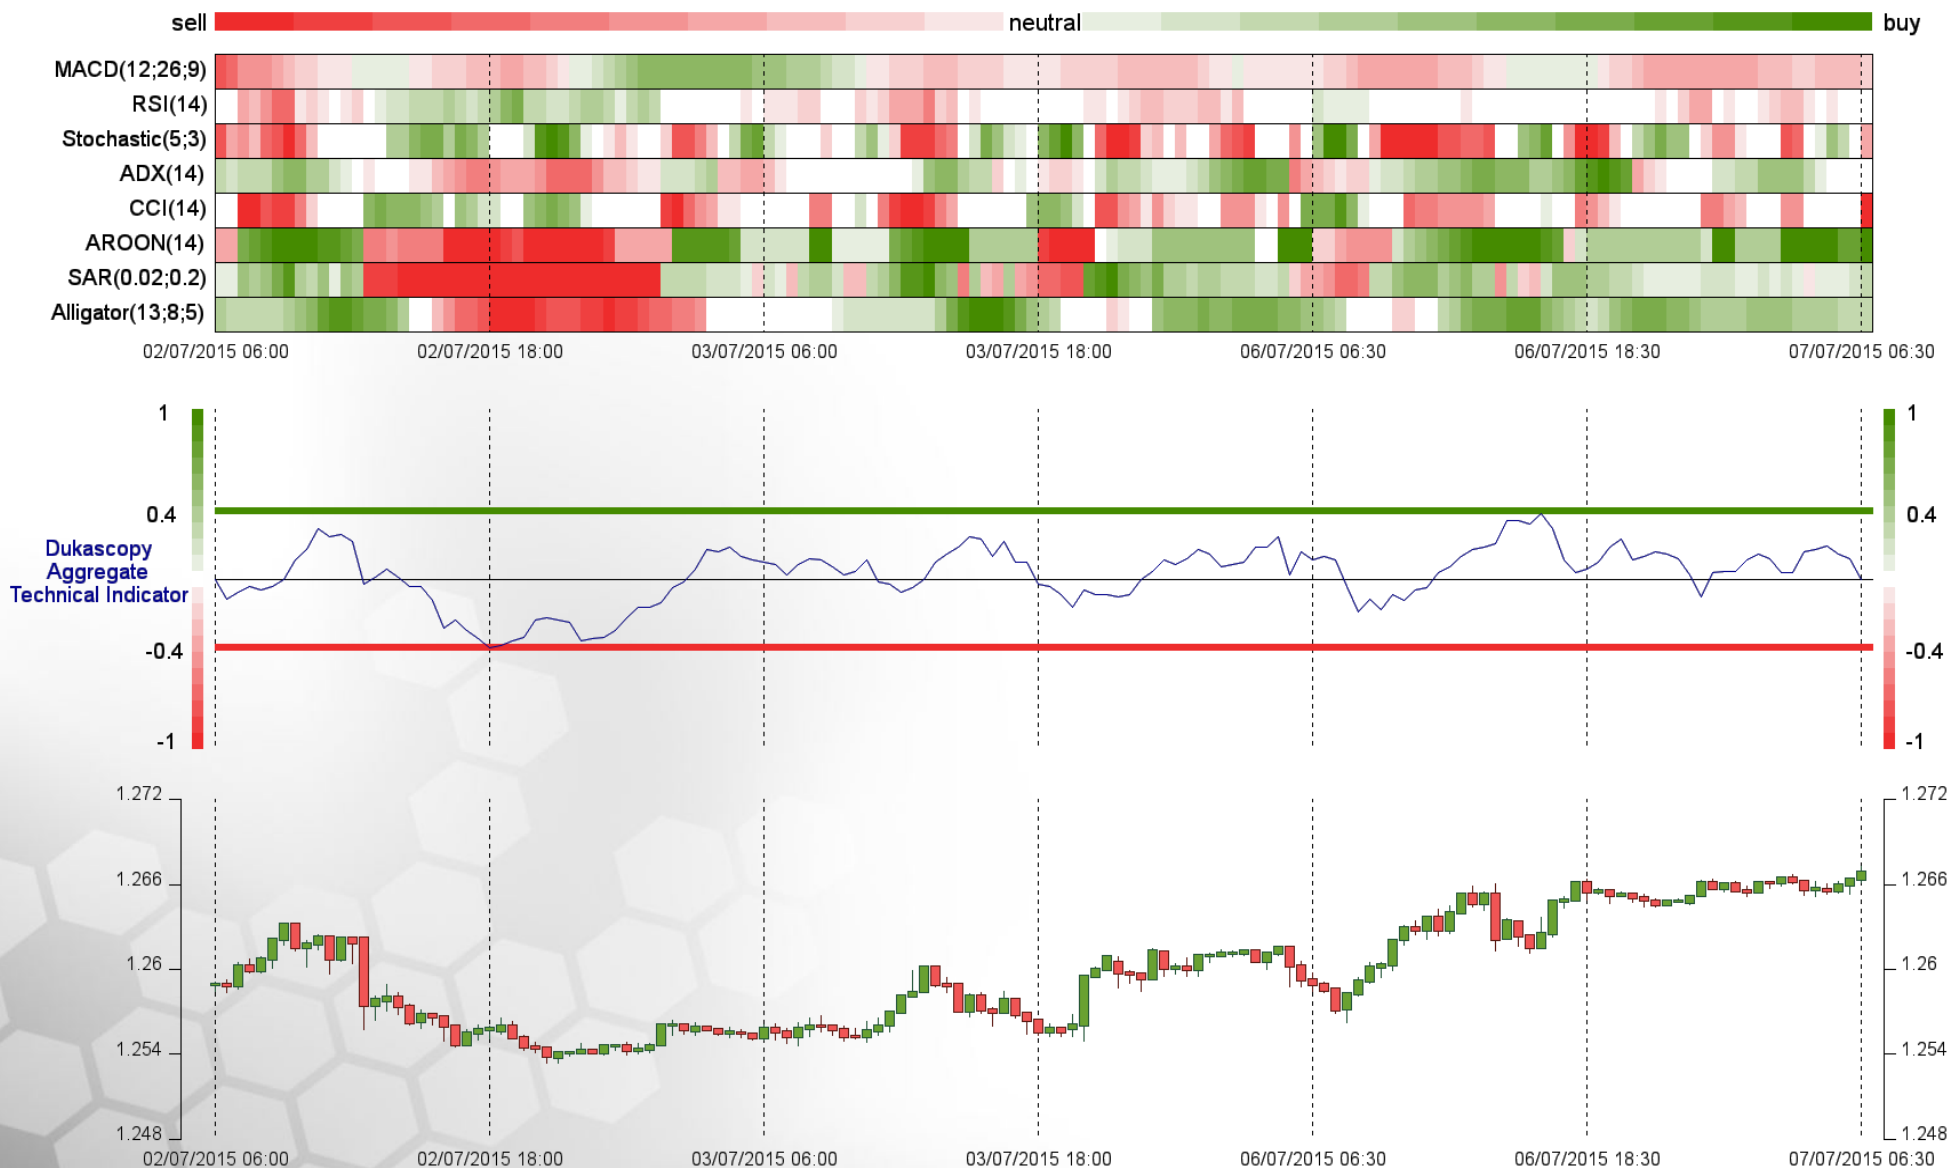 sell neutral buy
MACD(12;26;9)
RSI(14)
Stochastic(5;3)
ADX(14)
CCI(14)
AROON(14)
SAR(0.02;0.2)
Alligator(13;8;5)
02/07/2015 06:00 02/07/2015 18:00 03/07/2015 06:00 03/07/2015 18:00 06/07/2015 06:30 06/07/2015 18:30 07/07/2015 06:30
1 1
0.4 0.4
Dukascopy
Aggregate
Technical Indicator
-0.4 -0.4
-1 -1
1.272 1.272
1.266 1.266
1.26 1.26
1.254 1.254
1.248 1.248
02/07/2015 06:00 02/07/2015 18:00 03/07/2015 06:00 03/07/2015 18:00 06/07/2015 06:30 06/07/2015 18:30 07/07/2015 06:30